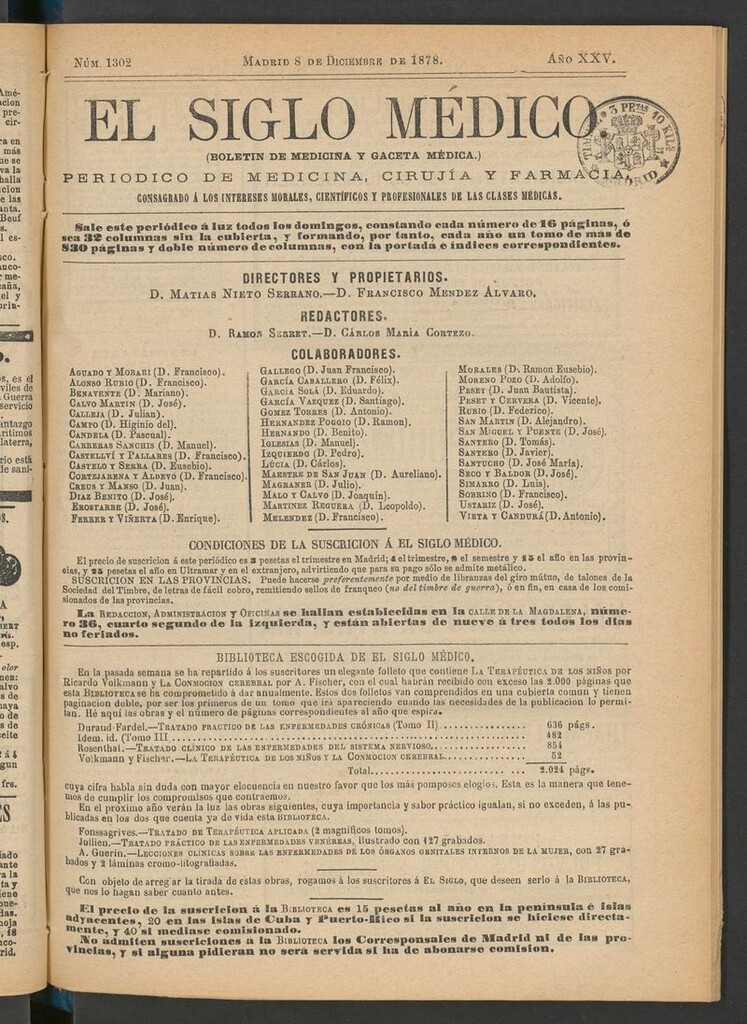 NÚM. 1302
MADRID 8 DE DICIEMBRE DE 1878.
AÑO XXV.
EL SIGLO MÉDICO
(BOLETIN DE MEDICINA Y GACETA MÉDICA.)
PERIODICO DE MEDICINA, CIRUJÍA Y FARMACIA,
CONSAGRADO Á LOS INTERESES MORALES, CIENTÍFICOS Y PROFESIONALES DE LAS CLASES MÉDICAS.
Sale este periódico á luz todos los domingos, constando cada número de 16 páginas, ó
sea 32 columnas sin la cubierta, y formando, por tanto, cada año un tomo de más de
830 páginas y doble número de columnas, con la portada é índices correspondientes.
DIRECTORES Y PROPIETARIOS.
D. MATIAS NIETO SERRANO.—D. FRANCISCO MENDEZ ÁLVARO.
REDACTORES.
D. RAMON SERRET.—D. CÁRLOS MARÍA CORTEZO.
COLABORADORES.
AGUADO Y MORARI (D. Francisco).
ALONSO RUBIO (D. Francisco).
BENAVENTE (D. Mariano).
CALVO MARTIN (D. José).
CALLEJA (D. Julian).
CAMPO (D. Higinio del).
CANDELA (D. Pascual).
CARRERAS SANCHIS (D. Manuel).
CASTELLVÍ Y PALLARES (D. Francisco).
CASTELO Y SERRA (D. Eusebio).
CORTEJARENA Y ALDEVO (D. Francisco).
CREUS Y MANSO (D. Juan).
DIAZ BENITO (D. José).
EROSTARBE (D. José).
FERRER Y VIÑERTA (D. Enrique).
GALLEGO (D. Juan Francisco).
GARCÍA CABALLERO (D. Félix).
GARCIA SOLÁ (D. Eduardo).
GARCÍA VAZQUEZ (D. Santiago).
GOMEZ TORRES (D. Antonio).
HERNANDEZ POGGIO (D. Ramon).
HERNANDO (D. Benito).
IGLESIAS (D. Manuel).
IZQUIERDO (D. Pedro).
LÚCIA (D. Cárlos).
MAESTRE DE SAN JUAN (D. Aureliano).
MAGRANER (D. Julio).
MALO Y CALVO (D. Joaquin).
MARTINEZ REGUERA (D. Leopoldo).
MELENDEZ (D. Francisco).
MORALES (D. Ramon Eusebio).
MORENO POZO (D. Adolfo).
PESET (D. Juan Bautista).
PESET Y CERVERA (D. Vicente).
RUBIO (D. Federico).
SAN MARTIN (D. Alejandro).
SAN MIGUEL Y PUENTE (D. José).
SANTERO (D. Tomás).
SANTERO (D. Javier).
SANTUCHO (D. José María).
SECO Y BALDOR (D. José).
SIMARRO (D. Luis).
SOBRINO (D. Francisco).
USTARIZ (D. José).
VIETA Y CANDURÁ (D. Antonio).
CONDICIONES DE LA SUSCRICION Á EL SIGLO MÉDICO.
El precio de suscricion á este periódico es 3 pesetas el trimestre en Madrid; 4 el trimestre, 8 el semestre y 15 el año en las provin-
cias, y 25 pesetas el año en Ultramar y en el extranjero, advirtiendo que para su pago sólo se admite metálico.
SUSCRICION EN LAS PROVINCIAS. Puede hacerse preferentemente por medio de libranzas del giro mútuo, de talones de la
Sociedad del Timbre, de letras de fácil cobro, remitiendo sellos de franqueo (no del timbre de guerra), ó en fin, en casa de los comi-
sionados de las provincias.
La REDACCION, ADMINISTRACION Y OFICINAS se hallan establecidas en la CALLE DE LA MAGDALENA, núme-
ro 36, cuarto segundo de la izquierda, y están abiertas de nueve á tres todos los dias
no feriados.
BIBLIOTECA ESCOGIDA DE EL SIGLO MÉDICO.
En la pasada semana se ha repartido á los suscritores un elegante folleto que contiene LA TERAPÉUTICA DE LOS NIÑOS por
Ricardo Volkmann y LA CONMOCION CEREBRAL por A. Fischer, con el cual habrán recibido con exceso las 2.000 páginas que
esta BIBLIOTECA se ha comprometido á dar anualmente. Estos dos folletos van comprendidos en una cubierta comun y tienen
paginacion doble, por ser los primeros de un tomo que irá apareciendo cuando las necesidades de la publicacion lo permi-
tan. Hé aquí las obras y el número de páginas correspondientes al año que espira.
Durand-Fardel.—TRATADO PRACTICO DE LAS ENFERMEDADES CRÓNICAS (Tomo II)................. 636 págs.
Idem. id. (Tomo III.................................................. 482
Rosenthal.—TRATADO CLÍNICO DE LAS ENFERMEDADES DEL SISTEMA NERVIOSO.................. 854
Volkmann y Fischer.—LA TERAPÉUTICA DE LOS NIÑOS Y LA CONMOCION CEREBRAL.............. 52
Total.............................. 2.024 págs.
cuya cifra habla sin duda con mayor elocuencia en nuestro favor que los más pomposos elogios. Esta es la manera que tene-
mos de cumplir los compromisos que contraemos.
En el próximo año verán la luz las obras siguientes, cuya importancia y sabor práctico igualan, si no exceden, á las pu-
blicadas en los dos que cuenta ya de vida esta BIBLIOTECA.
Fonssagrives.—TRATADO DE TERAPÉUTICA APLICADA (2 magníficos tomos).
Jullien.—TRATADO PRÁCTICO DE LAS ENFERMEDADES VENÉREAS, ilustrado con 127 grabados.
A. Guerin.—LECCIONES CLÍNICAS SOBRE LAS ENFERMEDADES DE LOS ÓRGANOS GENITALES INTERNOS DE LA MUJER, con 27 gra-
bados y 2 láminas cromo-litografiadas.
Con objeto de arreglar la tirada de estas obras, rogamos á los suscritores á EL SIGLO, que deseen serlo á la BIBLIOTECA,
que nos lo hagan saber cuanto antes.
El precio de la suscricion á la BIBLIOTECA es 15 pesetas al año en la península é islas
adyacentes, 20 en las islas de Cuba y Puerto-Rico si la suscricion se hiciese directa-
mente, y 40 si mediase comisionado.
No admiten suscriciones á la BIBLIOTECA los Corresponsales de Madrid ni de las pro-
vincias, y si alguna pidieran no será servida si ha de abonarse comision.